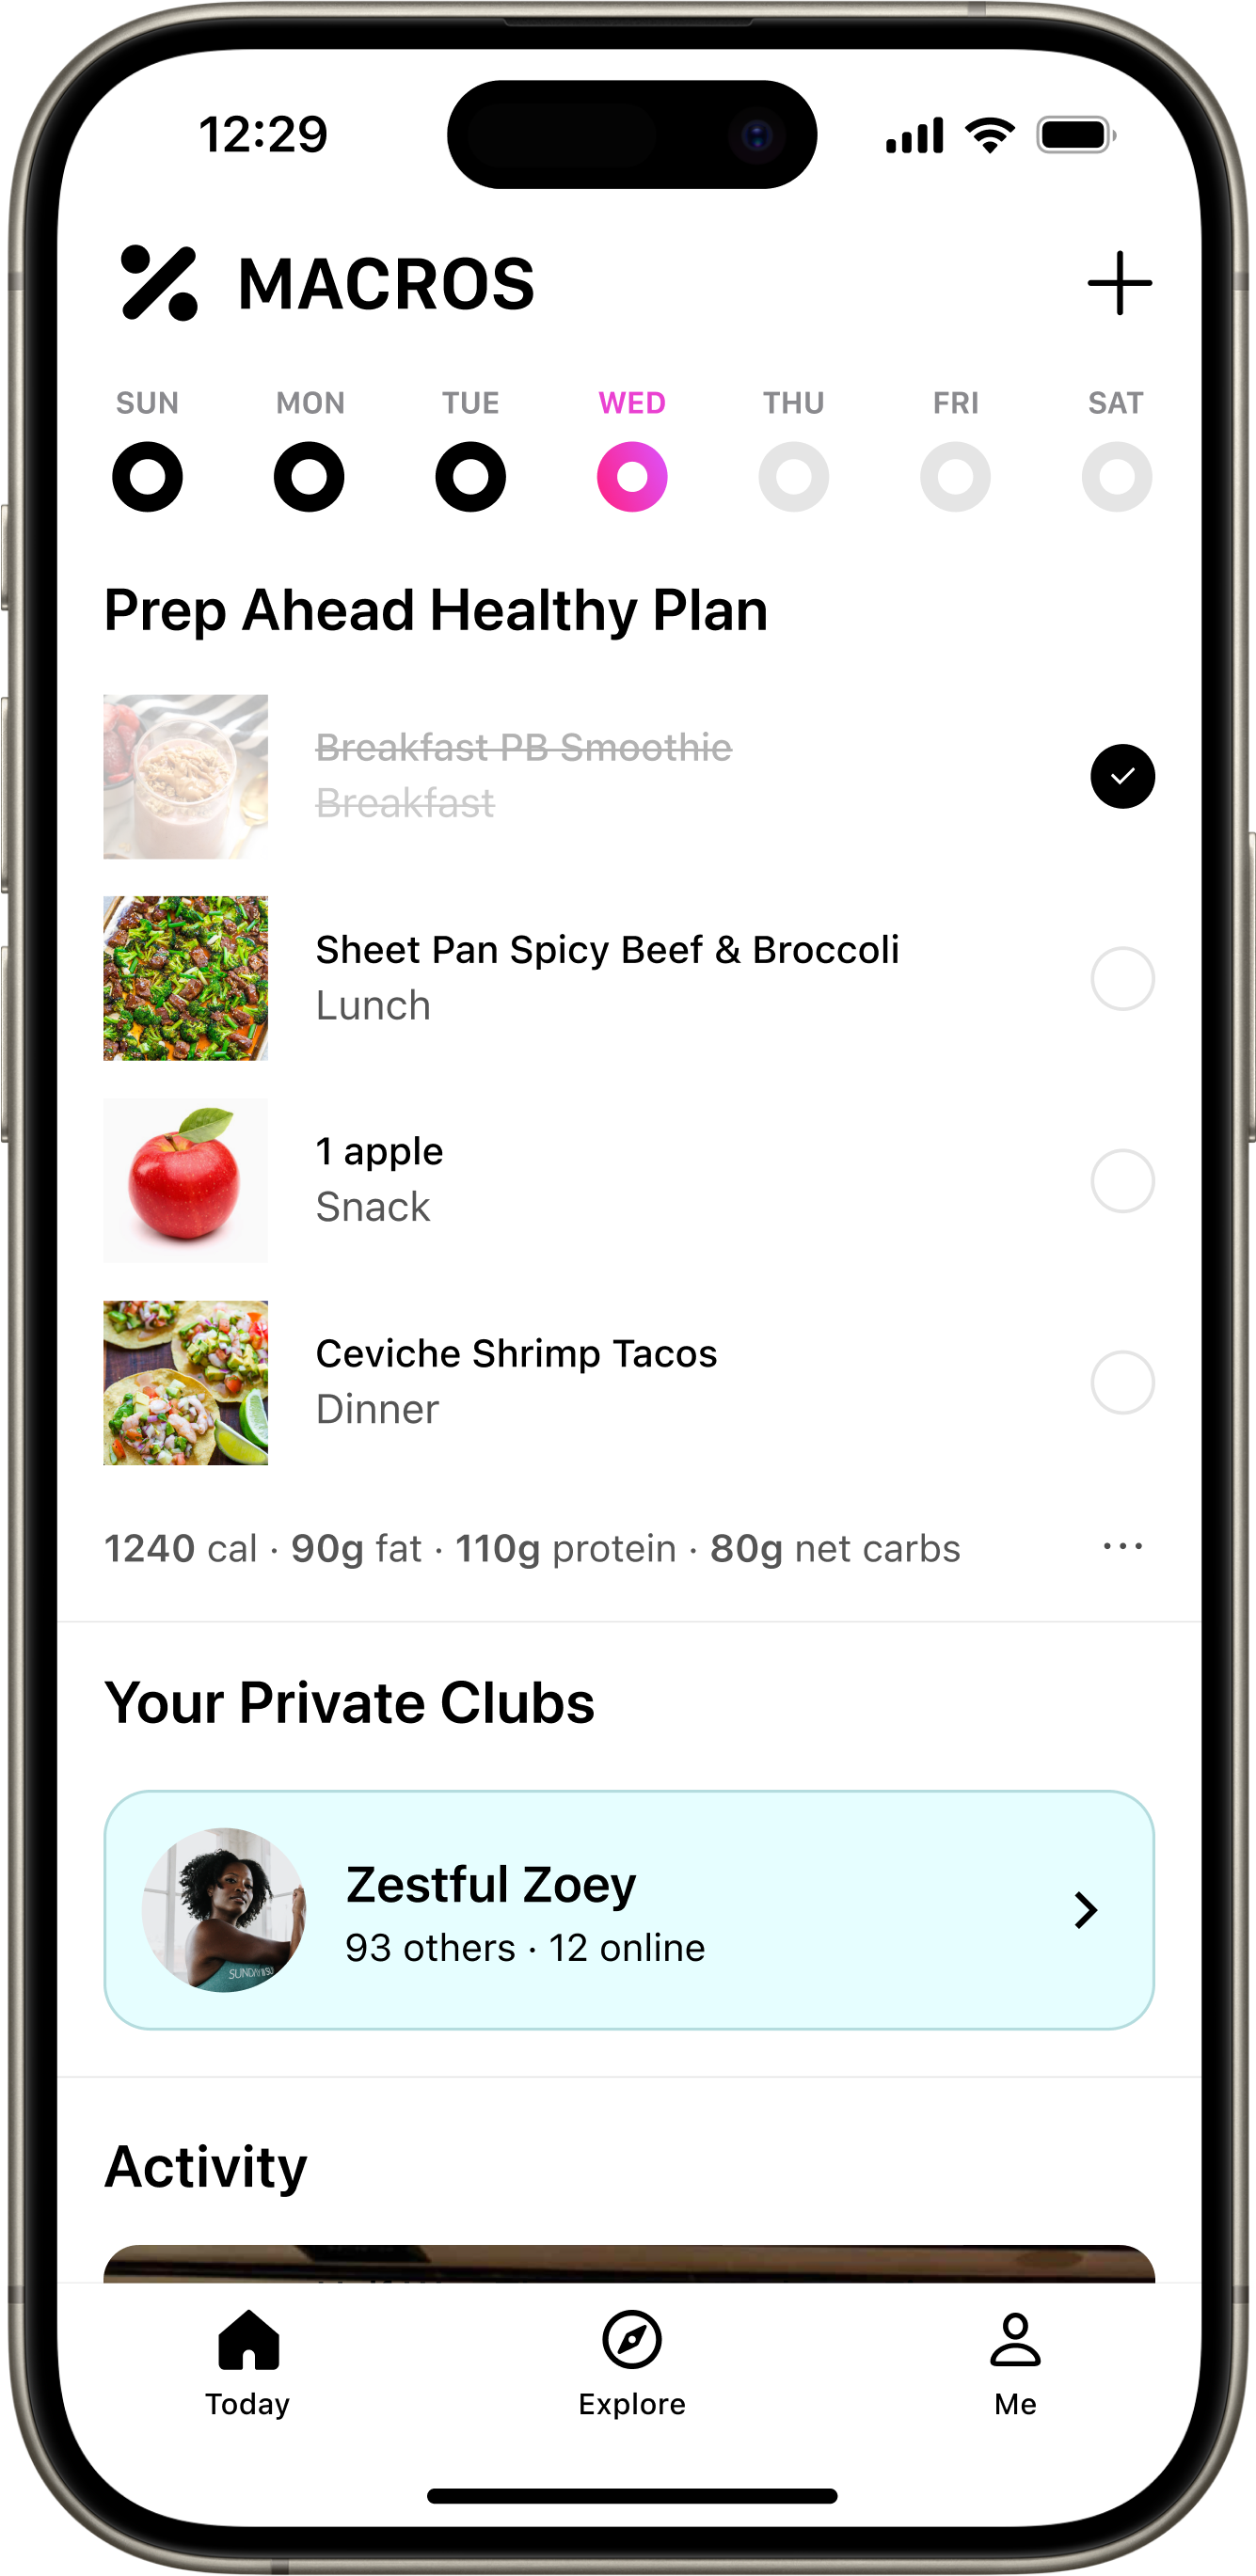 12:29
MACROS
SUN MON TUE WED THU FRI SAT
Prep Ahead Healthy Plan
Breakfast PB Smoothie
Breakfast
Sheet Pan Spicy Beef & Broccoli
Lunch
1 apple
Snack
Ceviche Shrimp Tacos
Dinner
1240 cal · 90g fat · 110g protein · 80g net carbs
Your Private Clubs
Zestful Zoey
93 others · 12 online
Activity
Today Explore Me